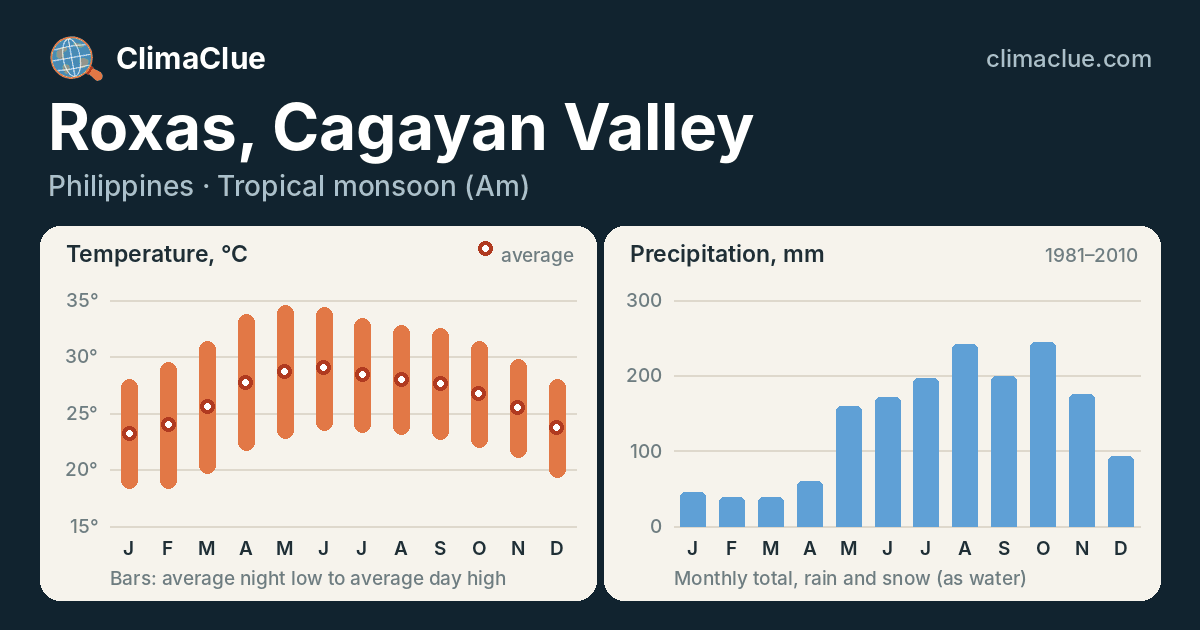 ClimaClue
climaclue.com
Roxas, Cagayan Valley
Philippines · Tropical monsoon (Am)
Temperature, °C
average
35°
30°
25°
20°
15°
J F M A M J J A S O N D
Bars: average night low to average day high
Precipitation, mm
1981–2010
300
200
100
0
J F M A M J J A S O N D
Monthly total, rain and snow (as water)